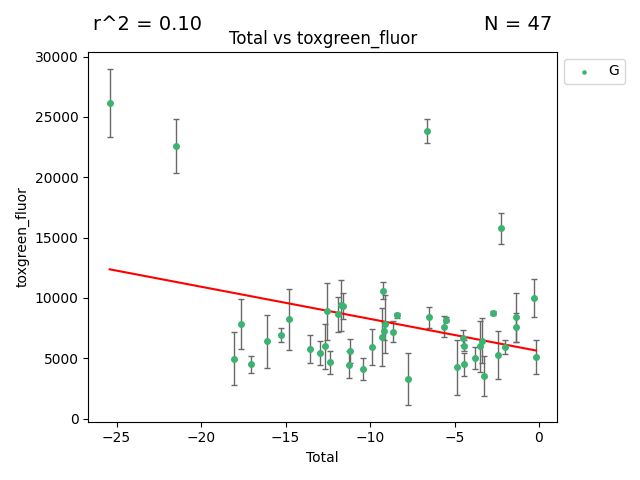 r^2 = 0.10
N = 47
Total vs toxgreen_fluor
G
30000
25000
20000
15000
10000
5000
0
toxgreen_fluor
−25
−20
−15
−10
−5
0
Total